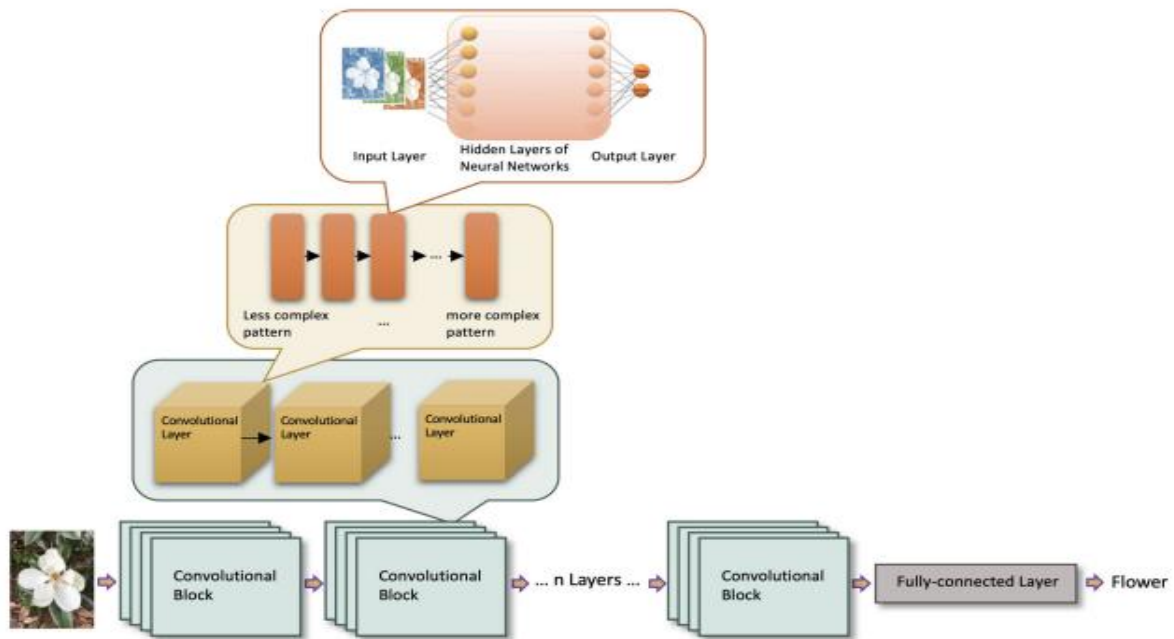 Input Layer
Hidden Layers of
Neural Networks
Output Layer
...
Less complex
pattern
...
more complex
pattern
Convolutional
Layer
Convolutional
Layer
...
Convolutional
Layer
Convolutional
Block
Convolutional
Block
... n Layers ...
Convolutional
Block
Fully-connected Layer
Flower